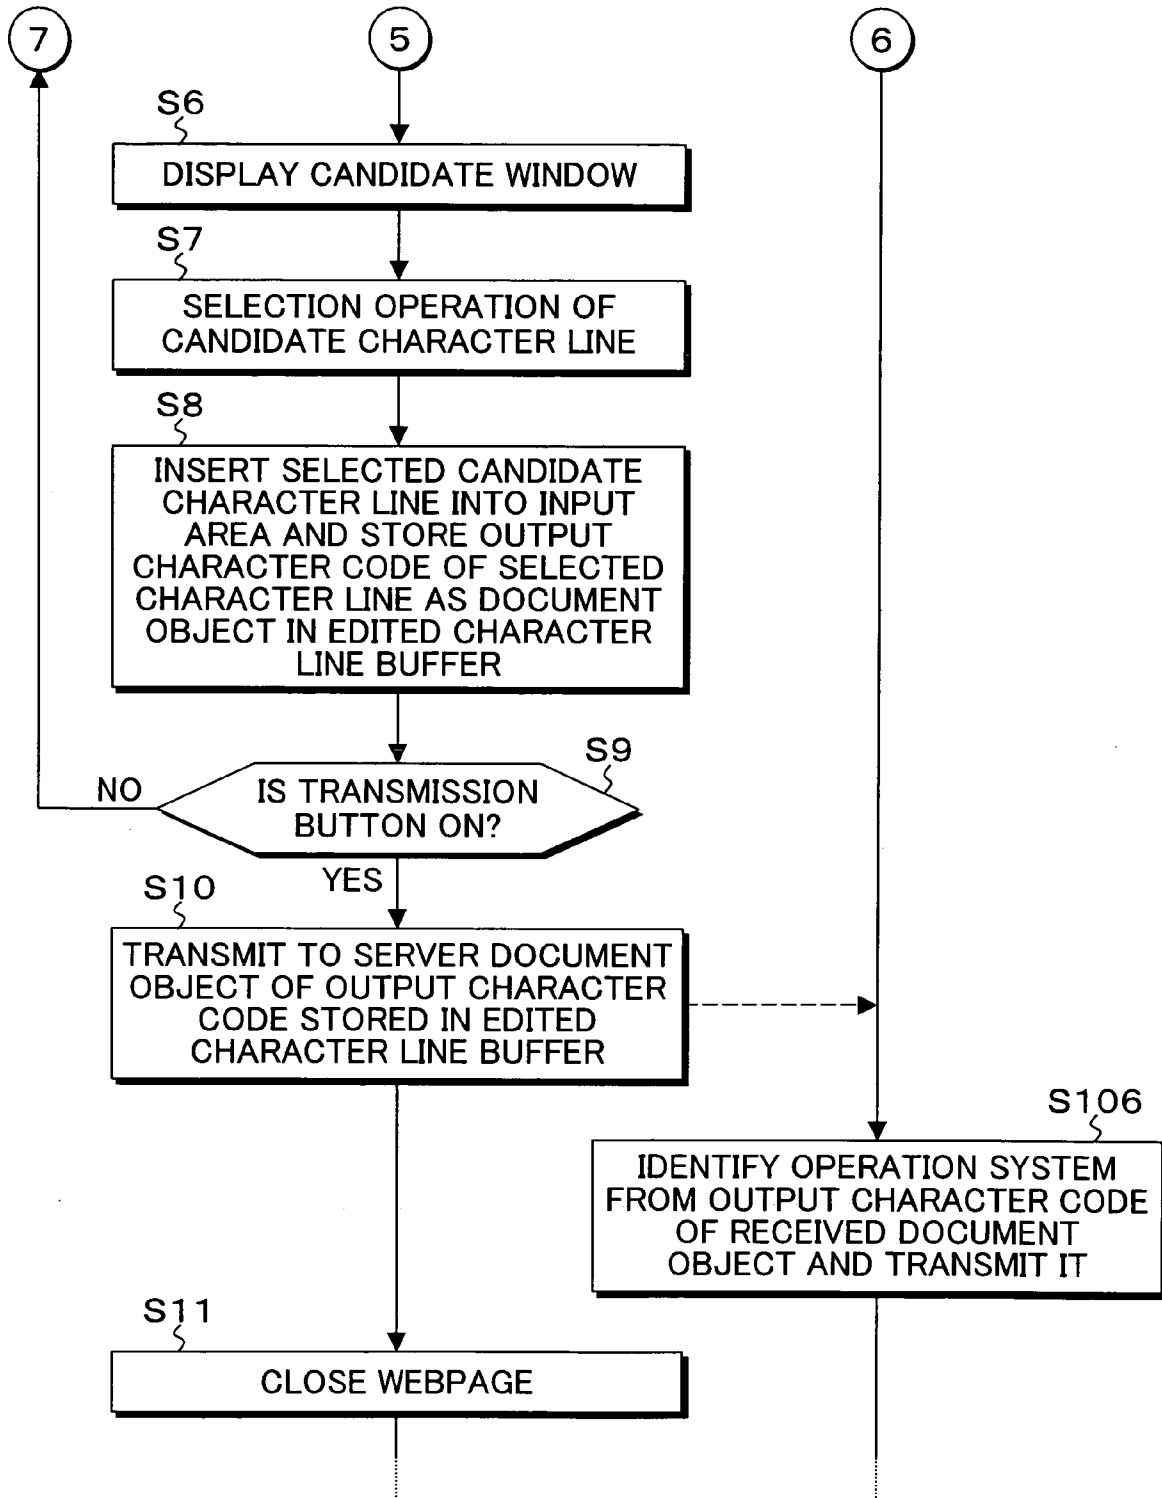 7
5
6
S6
DISPLAY CANDIDATE WINDOW
S7
SELECTION OPERATION OF
CANDIDATE CHARACTER LINE
S8
INSERT SELECTED CANDIDATE
CHARACTER LINE INTO INPUT
AREA AND STORE OUTPUT
CHARACTER CODE OF SELECTED
CHARACTER LINE AS DOCUMENT
OBJECT IN EDITED CHARACTER
LINE BUFFER
S9
NO
IS TRANSMISSION
BUTTON ON?
YES
S10
TRANSMIT TO SERVER DOCUMENT
OBJECT OF OUTPUT CHARACTER
CODE STORED IN EDITED
CHARACTER LINE BUFFER
S106
IDENTIFY OPERATION SYSTEM
FROM OUTPUT CHARACTER CODE
OF RECEIVED DOCUMENT
OBJECT AND TRANSMIT IT
S11
CLOSE WEBPAGE